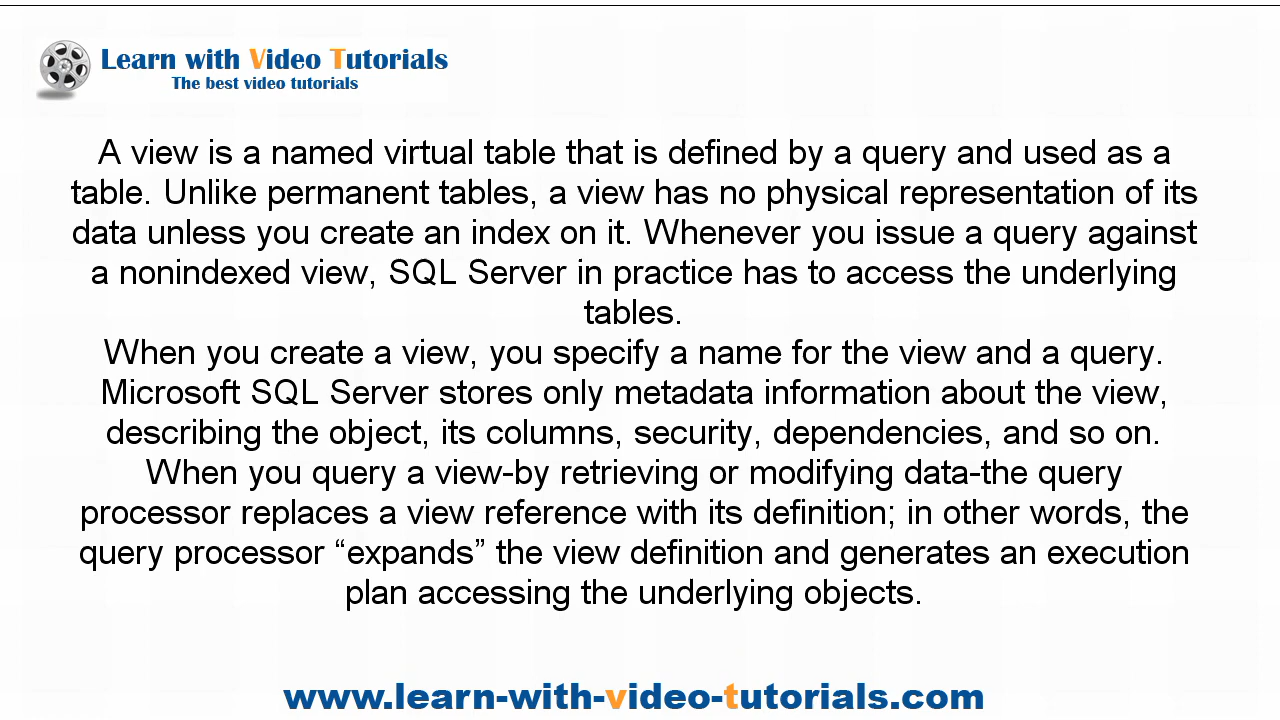 Learn with Video Tutorials
The best video tutorials
A view is a named virtual table that is defined by a query and used as a
table. Unlike permanent tables, a view has no physical representation of its
data unless you create an index on it. Whenever you issue a query against
a nonindexed view, SQL Server in practice has to access the underlying
tables.
When you create a view, you specify a name for the view and a query.
Microsoft SQL Server stores only metadata information about the view,
describing the object, its columns, security, dependencies, and so on.
When you query a view-by retrieving or modifying data-the query
processor replaces a view reference with its definition; in other words, the
query processor “expands” the view definition and generates an execution
plan accessing the underlying objects.
www.learn-with-video-tutorials.com